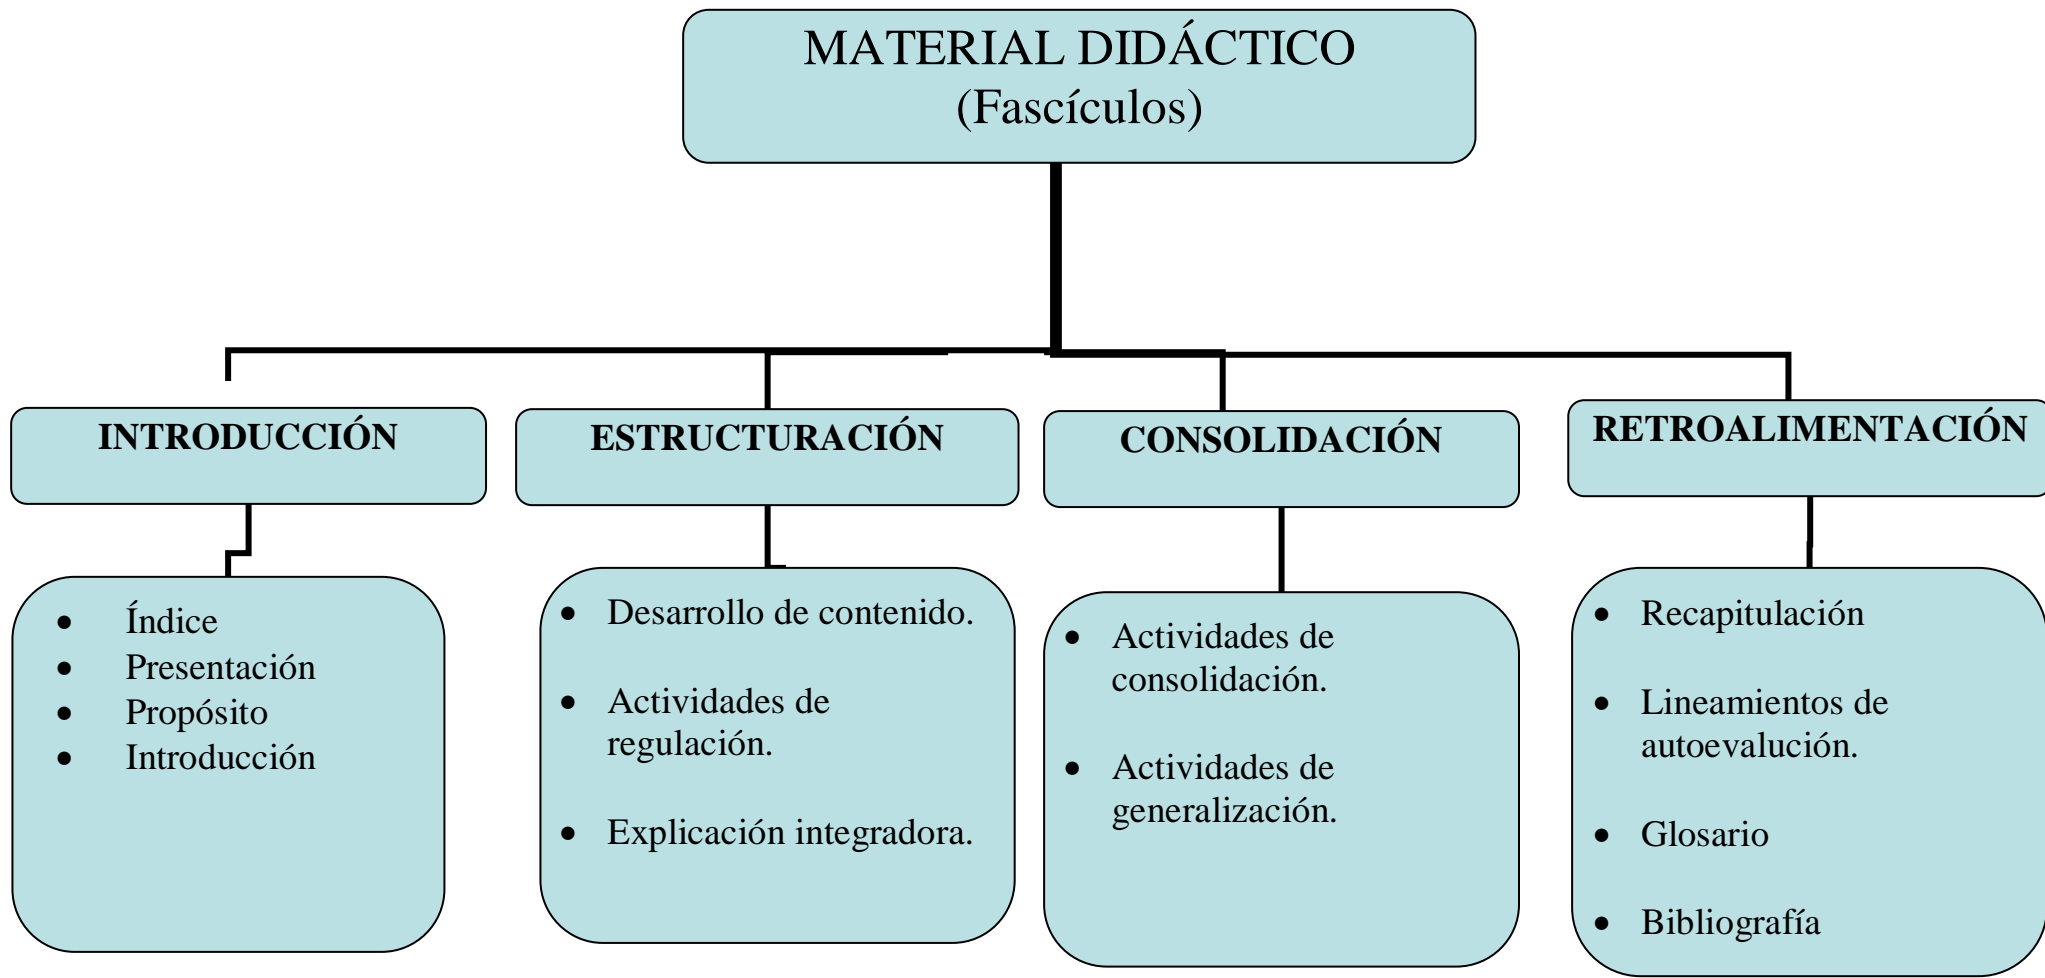 MATERIAL DIDÁCTICO
(Fascículos)
INTRODUCCIÓN
ESTRUCTURACIÓN
CONSOLIDACIÓN
RETROALIMENTACIÓN
• Índice
• Presentación
• Propósito
• Introducción
• Desarrollo de contenido.
• Actividades de
regulación.
• Explicación integradora.
• Actividades de
consolidación.
• Actividades de
generalización.
• Recapitulación
• Lineamientos de
autoevalución.
• Glosario
• Bibliografía